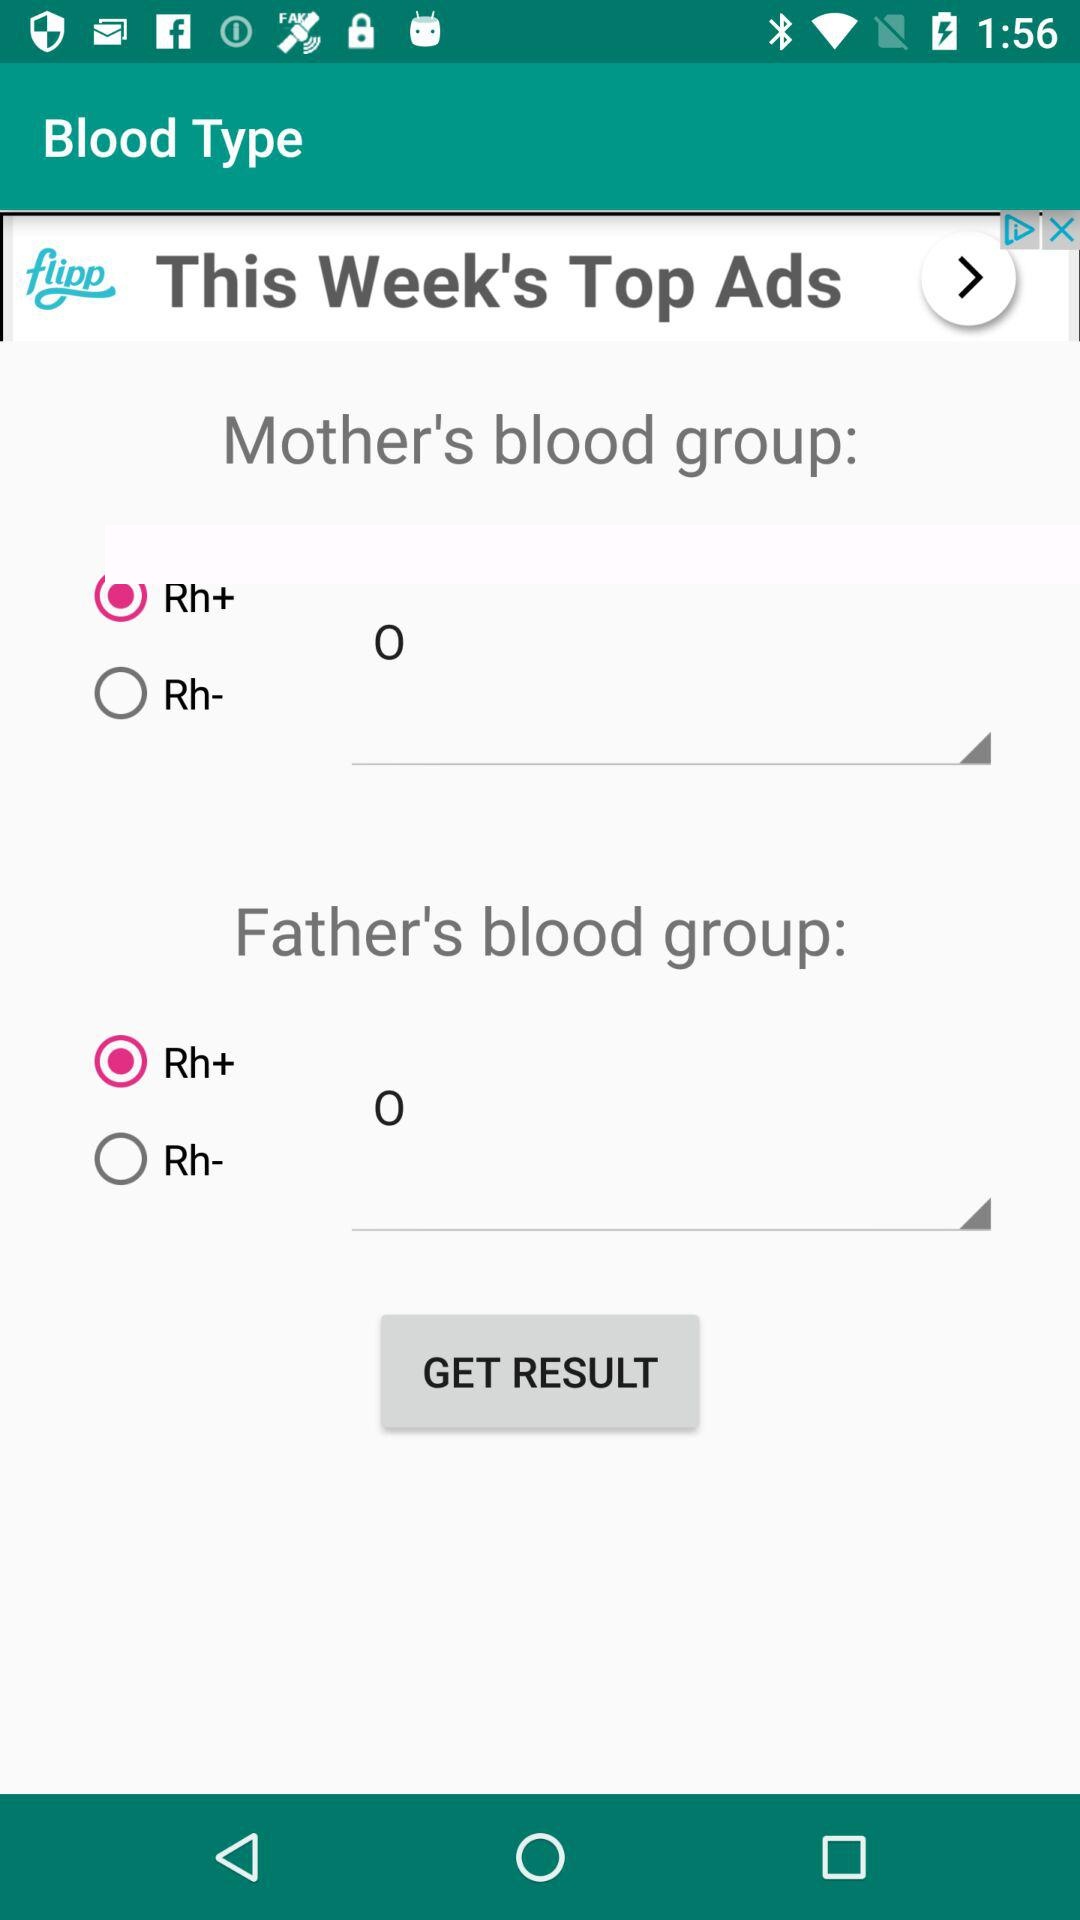 FAKE
1:56
Blood Type
flipp
This Week's Top Ads
Mother's blood group:
Rh+
O
Rh-
Father's blood group:
Rh+
O
Rh-
GET RESULT